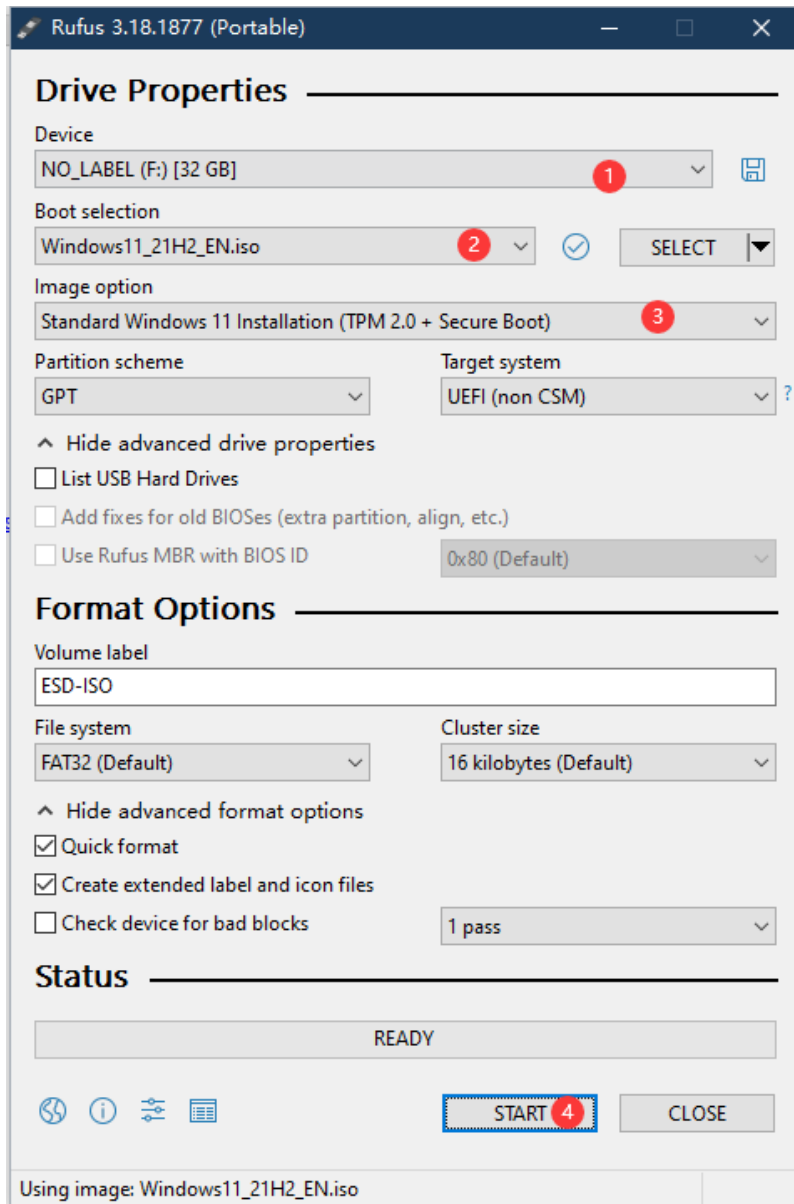 Rufus 3.18.1877 (Portable)
Drive Properties
Device
NO_LABEL (F:) [32 GB]
1
Boot selection
Windows11_21H2_EN.iso
2
SELECT
Image option
Standard Windows 11 Installation (TPM 2.0 + Secure Boot)
3
Partition scheme
Target system
GPT
UEFI (non CSM)
?
Hide advanced drive properties
List USB Hard Drives
Add fixes for old BIOSes (extra partition, align, etc.)
Use Rufus MBR with BIOS ID
0x80 (Default)
Format Options
Volume label
ESD-ISO
File system
Cluster size
FAT32 (Default)
16 kilobytes (Default)
Hide advanced format options
Quick format
Create extended label and icon files
Check device for bad blocks
1 pass
Status
READY
START
4
CLOSE
Using image: Windows11_21H2_EN.iso